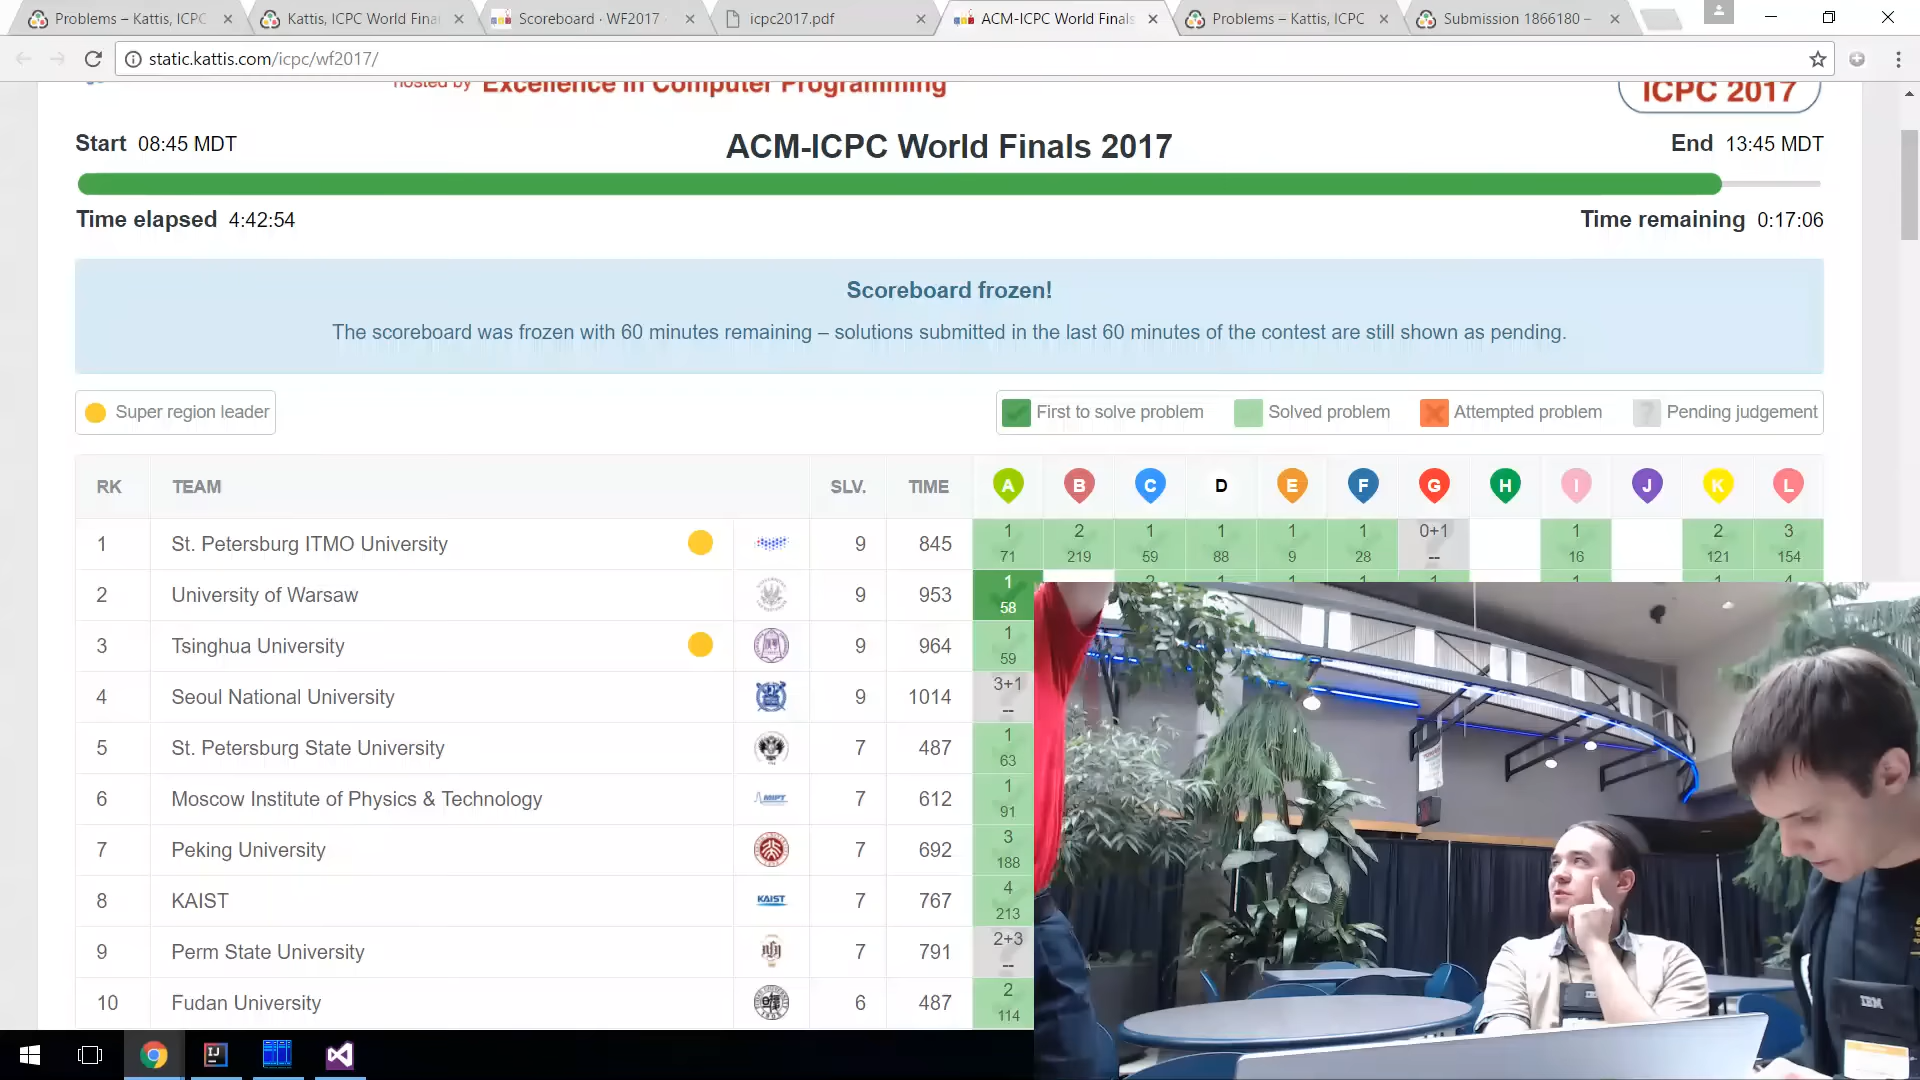 Problems – Kattis, ICPC
Kattis, ICPC World Fina
Scoreboard · WF2017
icpc2017.pdf
ACM-ICPC World Finals
Problems – Kattis, ICPC
Submission 1866180 –
static.kattis.com/icpc/wf2017/
hosted by Excellence in Computer Programming
ICPC 2017
Start 08:45 MDT
ACM-ICPC World Finals 2017
End 13:45 MDT
Time elapsed 4:42:54
Time remaining 0:17:06
Scoreboard frozen!
The scoreboard was frozen with 60 minutes remaining – solutions submitted in the last 60 minutes of the contest are still shown as pending.
Super region leader
First to solve problem
Solved problem
Attempted problem
? Pending judgement
RK TEAM SLV. TIME A B C D E F G H I J K L
1 St. Petersburg ITMO University 9 845 1 2 1 1 1 1 0+1 1 2 3
71 219 59 88 9 28 -- 16 121 154
2 University of Warsaw 9 953 1
58
3 Tsinghua University 9 964 1
59
4 Seoul National University 9 1014 3+1
--
5 St. Petersburg State University 7 487 1
63
6 Moscow Institute of Physics & Technology MIPT 7 612 1
91
7 Peking University 7 692 3
188
8 KAIST KAIST 7 767 4
213
9 Perm State University 7 791 2+3
--
10 Fudan University 6 487 2
114
IJ
IBM
IBM